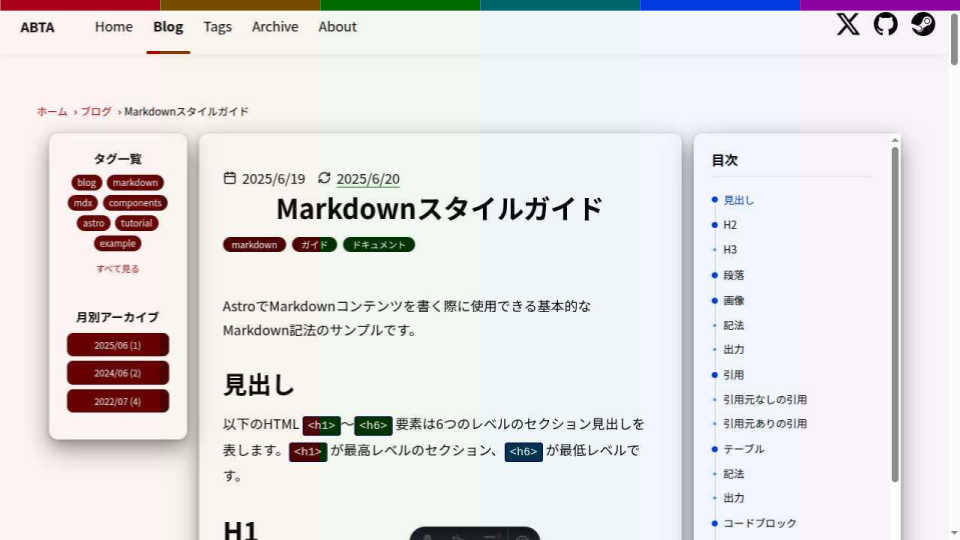 ABTA Home Blog Tags Archive About
ホーム › ブログ › Markdownスタイルガイド
タグ一覧
blog markdown
mdx components
astro tutorial
example
すべて見る
月別アーカイブ
2025/06 (1)
2024/06 (2)
2022/07 (4)
2025/6/19 2025/6/20
Markdownスタイルガイド
markdown ガイド ドキュメント
AstroでMarkdownコンテンツを書く際に使用できる基本的な
Markdown記法のサンプルです。
見出し
以下のHTML <h1>～<h6> 要素は6つのレベルのセクション見出しを
表します。 <h1> が最高レベルのセクション、 <h6> が最低レベルで
す。
H1
目次
見出し
H2
H3
段落
画像
記法
出力
引用
引用元なしの引用
引用元ありの引用
テーブル
記法
出力
コードブロック